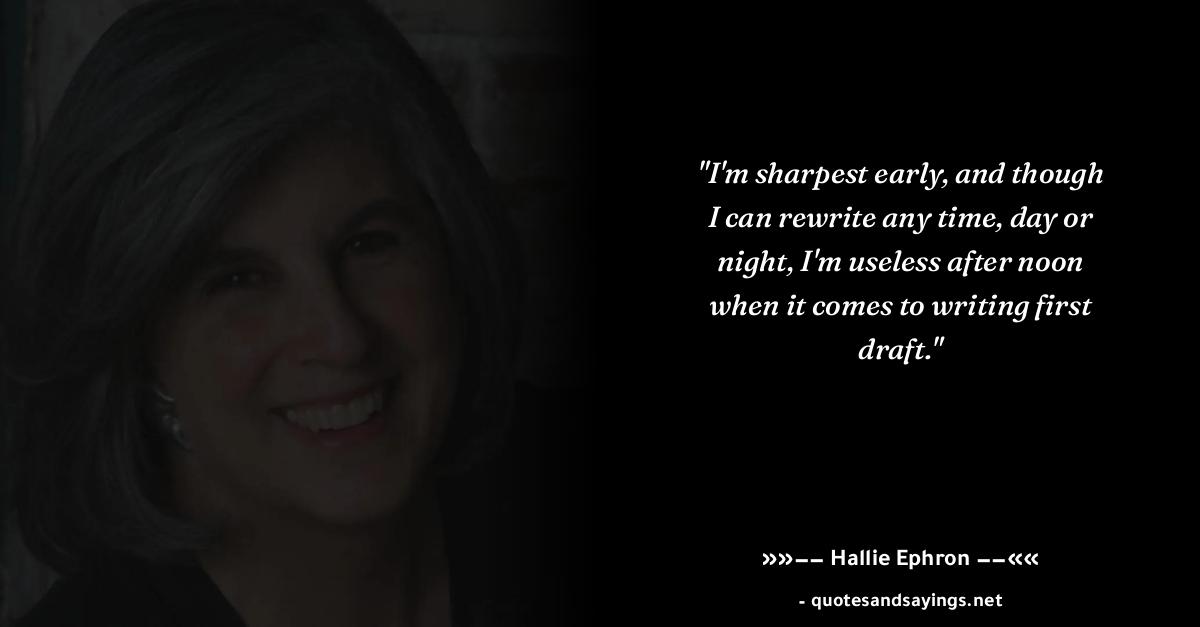 "I'm sharpest early, and though
I can rewrite any time, day or
night, I'm useless after noon
when it comes to writing first
draft."
»»−− Hallie Ephron −−««
- quotesandsayings.net